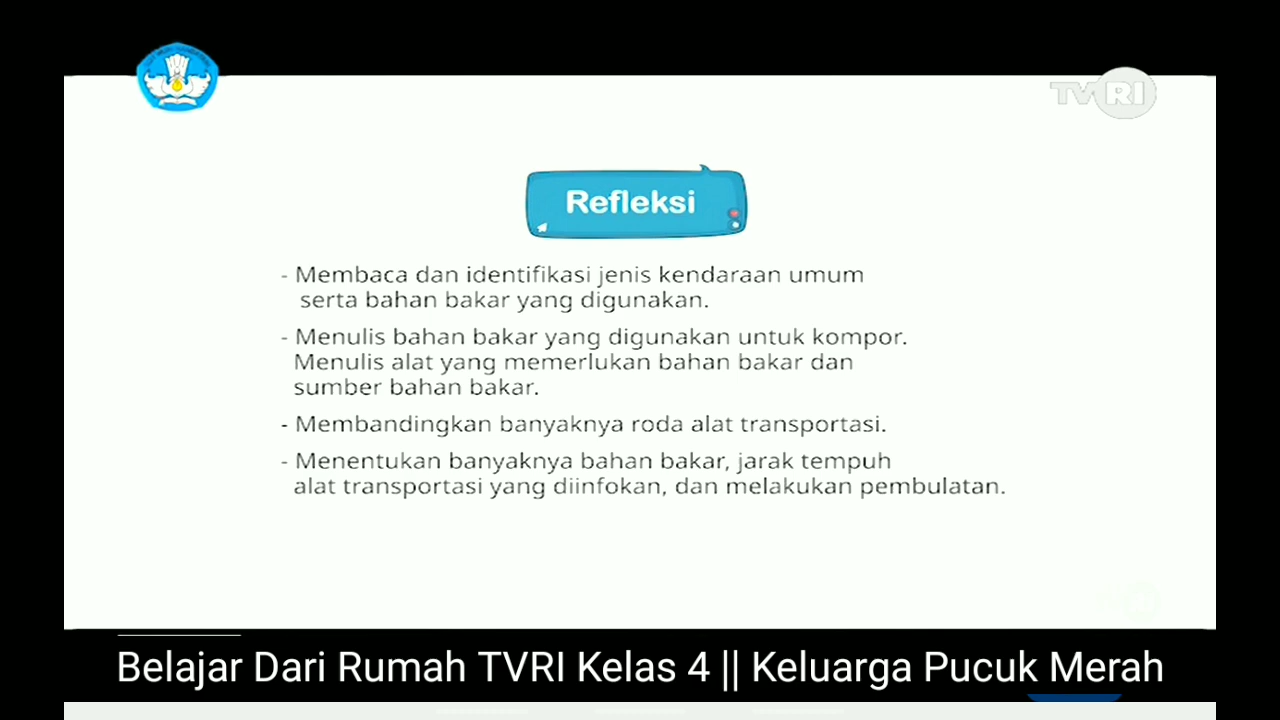 TVRI
Refleksi
- Membaca dan identifikasi jenis kendaraan umum
serta bahan bakar yang digunakan.
- Menulis bahan bakar yang digunakan untuk kompor.
Menulis alat yang memerlukan bahan bakar dan
sumber bahan bakar.
- Membandingkan banyaknya roda alat transportasi.
- Menentukan banyaknya bahan bakar, jarak tempuh
alat transportasi yang diinfokan, dan melakukan pembulatan.
Belajar Dari Rumah TVRI Kelas 4 || Keluarga Pucuk Merah